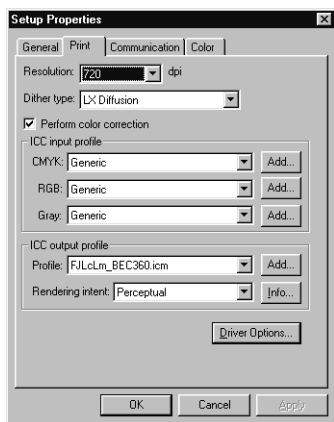 Setup Properties
General Print Communication Color
Resolution: 720 dpi
Dither type: LX Diffusion
Perform color correction
ICC input profile
CMYK: Generic Add...
RGB: Generic Add...
Gray: Generic Add...
ICC output profile
Profile: FJLcLm_BEC360.icm Add...
Rendering intent: Perceptual Info...
Driver Options...
OK Cancel Apply